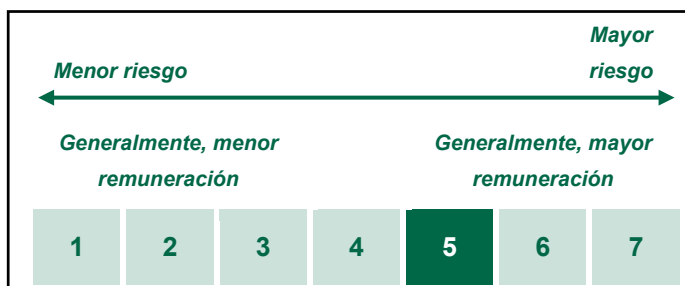 Mayor
Menor riesgo riesgo
Generalmente, menor Generalmente, mayor
remuneración remuneración
1 2 3 4 5 6 7